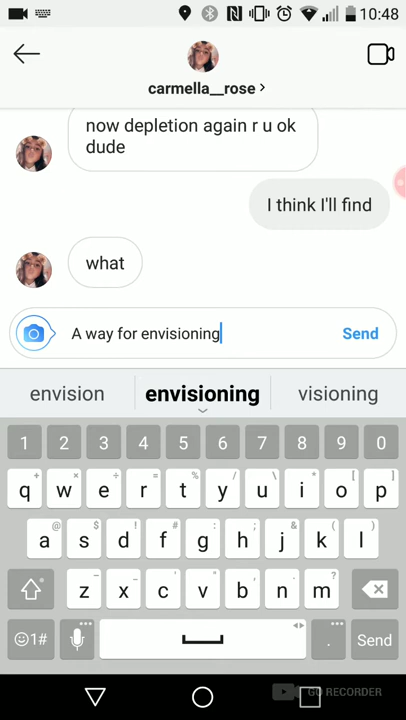 10:48
carmella__rose >
now depletion again r u ok
dude
I think I'll find
what
A way for envisioning
Send
envision envisioning visioning
1 2 3 4 5 6 7 8 9 0
+ × ÷ = % / \ * [ ]
q w e r t y u i o p
@ $ ! # : ; & ( )
a s d f g h j k l
_ ~ ' " - · ?
z x c v b n m
☺1# . Send
GO RECORDER